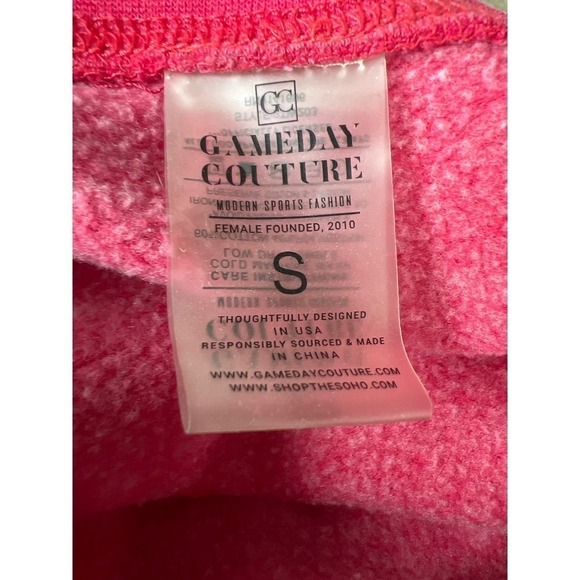 GC
GAMEDAY
COUTURE
MODERN SPORTS FASHION
FEMALE FOUNDED, 2010
S
THOUGHTFULLY DESIGNED
IN USA
RESPONSIBLY SOURCED & MADE
IN CHINA
WWW.GAMEDAYCOUTURE.COM
WWW.SHOPTHESOHO.COM